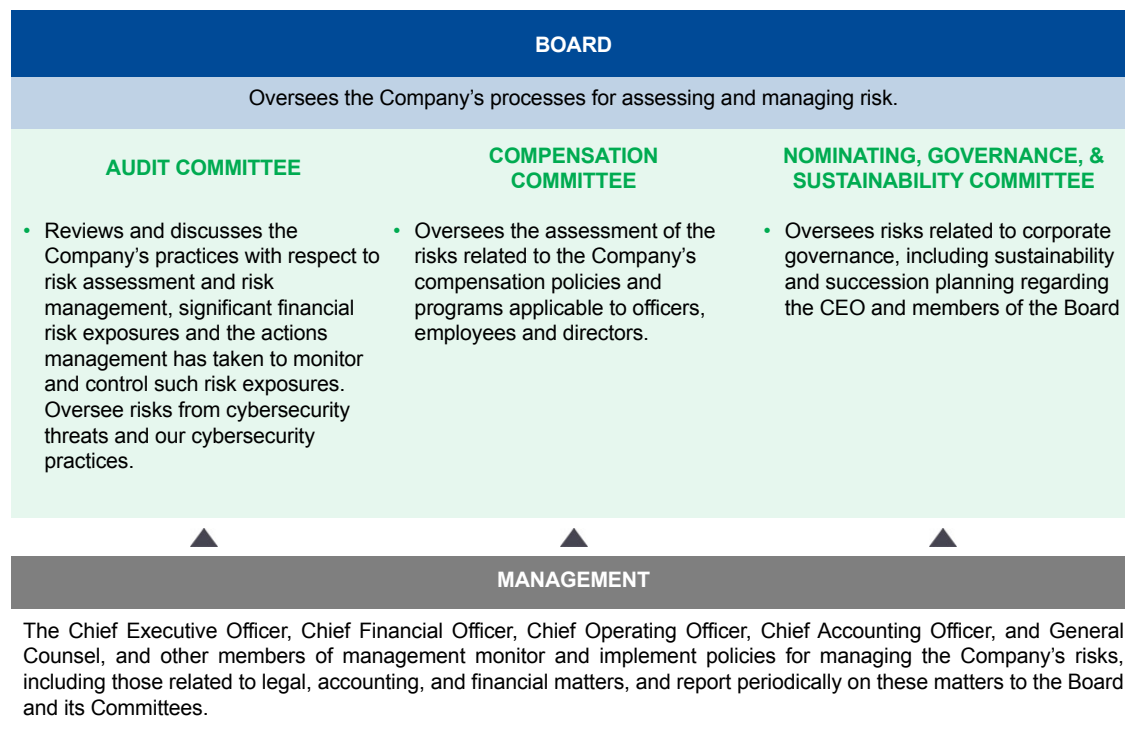 BOARD
Oversees the Company's processes for assessing and managing risk.
AUDIT COMMITTEE
• Reviews and discusses the
Company's practices with respect to
risk assessment and risk
management, significant financial
risk exposures and the actions
management has taken to monitor
and control such risk exposures.
Oversee risks from cybersecurity
threats and our cybersecurity
practices.
COMPENSATION
COMMITTEE
• Oversees the assessment of the
risks related to the Company's
compensation policies and
programs applicable to officers,
employees and directors.
NOMINATING, GOVERNANCE, &
SUSTAINABILITY COMMITTEE
• Oversees risks related to corporate
governance, including sustainability
and succession planning regarding
the CEO and members of the Board
MANAGEMENT
The Chief Executive Officer, Chief Financial Officer, Chief Operating Officer, Chief Accounting Officer, and General
Counsel, and other members of management monitor and implement policies for managing the Company's risks,
including those related to legal, accounting, and financial matters, and report periodically on these matters to the Board
and its Committees.